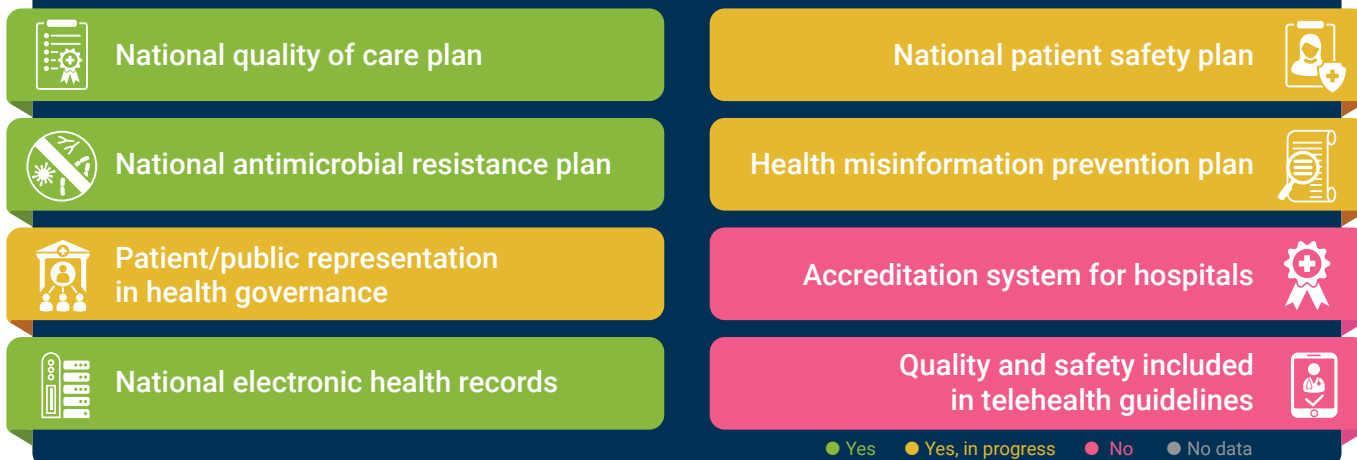 National quality of care plan
National patient safety plan
National antimicrobial resistance plan
Health misinformation prevention plan
Patient/public representation
in health governance
Accreditation system for hospitals
National electronic health records
Quality and safety included
in telehealth guidelines
Yes
Yes, in progress
No
No data